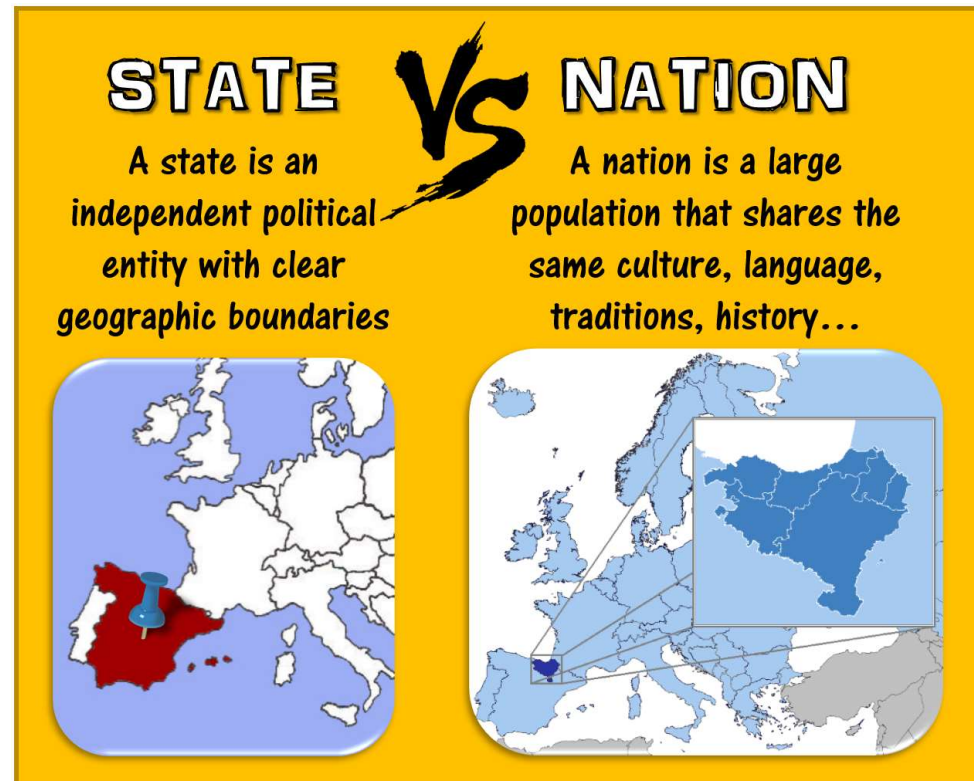 STATE VS NATION
A state is an
independent political
entity with clear
geographic boundaries
A nation is a large
population that shares the
same culture, language,
traditions, history...